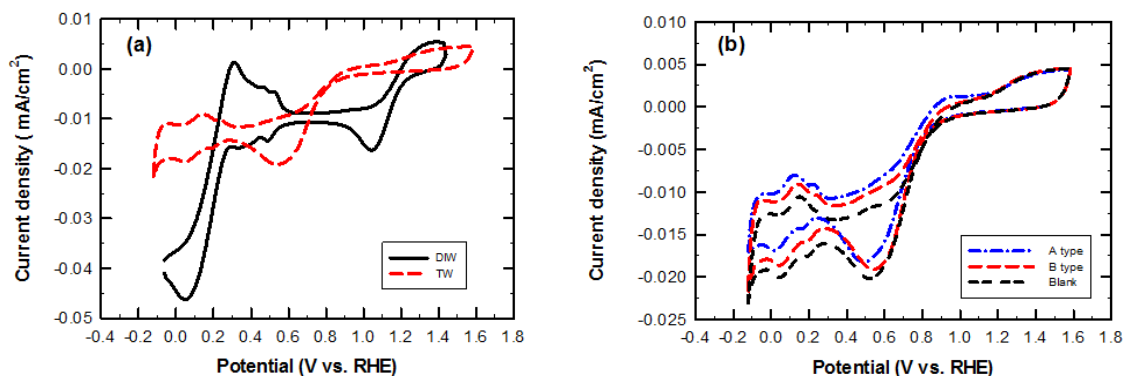 (a)
0.01
0.00
-0.01
-0.02
-0.03
-0.04
-0.05
Current density ( mA/cm²)
DIW
TW
-0.4 -0.2 0.0 0.2 0.4 0.6 0.8 1.0 1.2 1.4 1.6 1.8
Potential (V vs. RHE)
(b)
0.010
0.005
0.000
-0.005
-0.010
-0.015
-0.020
-0.025
Current density (mA/cm²)
A type
B type
Blank
-0.4 -0.2 0.0 0.2 0.4 0.6 0.8 1.0 1.2 1.4 1.6 1.8
Potential (V vs. RHE)